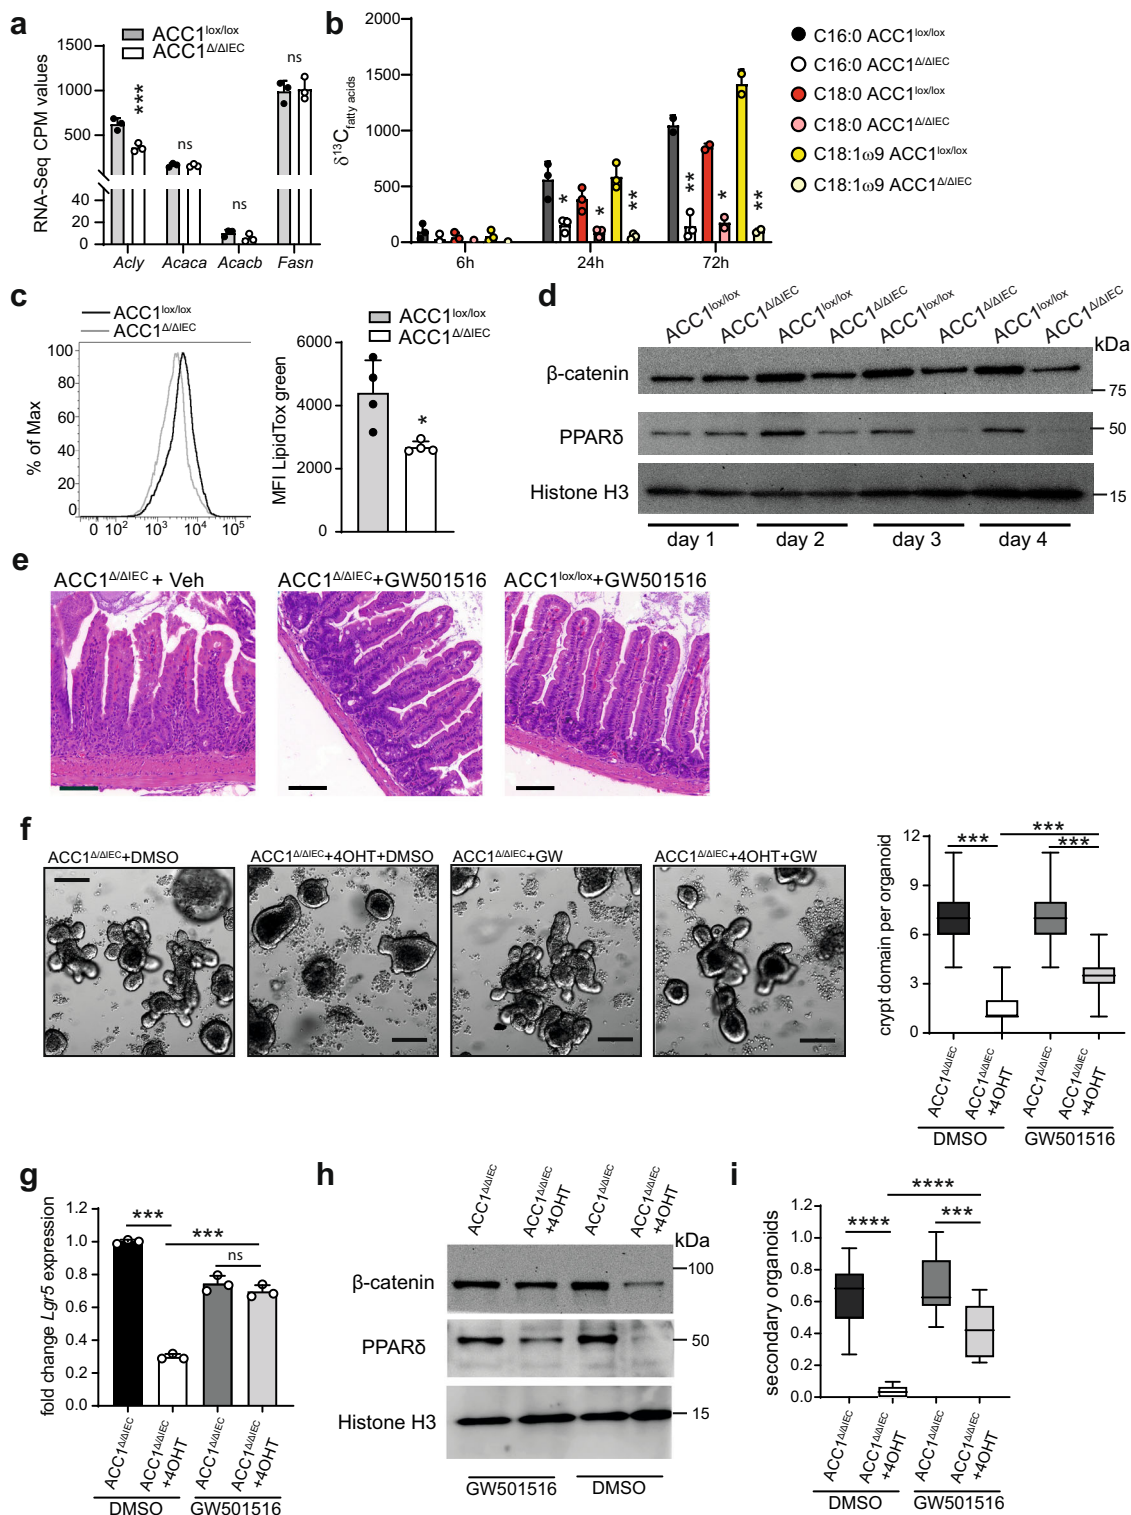 a
ACC1lox/lox
ACC1Δ/ΔIEC
RNA-Seq CPM values
1500
1000
500
40
20
0
***
ns
ns
ns
Acly
Acaca
Acacb
Fasn
b
δ13Cfatty acids
2000
1500
1000
500
0
*
*
**
**
*
**
6h
24h
72h
C16:0 ACC1lox/lox
C16:0 ACC1Δ/ΔIEC
C18:0 ACC1lox/lox
C18:0 ACC1Δ/ΔIEC
C18:1ω9 ACC1lox/lox
C18:1ω9 ACC1Δ/ΔIEC
c
ACC1lox/lox
ACC1Δ/ΔIEC
% of Max
100
80
60
40
20
0
0 10² 10³ 10⁴ 10⁵
ACC1lox/lox
ACC1Δ/ΔIEC
MFI LipidTox green
6000
4000
2000
0
*
d
ACC1lox/lox ACC1Δ/ΔIEC ACC1lox/lox ACC1Δ/ΔIEC ACC1lox/lox ACC1Δ/ΔIEC ACC1lox/lox ACC1Δ/ΔIEC
kDa
β-catenin
75
PPARδ
50
Histone H3
15
day 1 day 2 day 3 day 4
e
ACC1Δ/ΔIEC + Veh
ACC1Δ/ΔIEC+GW501516
ACC1lox/lox+GW501516
f
ACC1Δ/ΔIEC+DMSO
ACC1Δ/ΔIEC+4OHT+DMSO
ACC1Δ/ΔIEC+GW
ACC1Δ/ΔIEC+4OHT+GW
crypt domain per organoid
12
9
6
3
0
***
***
***
ACC1Δ/ΔIEC
ACC1Δ/ΔIEC +4OHT
ACC1Δ/ΔIEC
ACC1Δ/ΔIEC +4OHT
DMSO
GW501516
g
fold change Lgr5 expression
1.2
1.0
0.8
0.6
0.4
0.2
0.0
***
***
ns
ACC1Δ/ΔIEC
ACC1Δ/ΔIEC +4OHT
ACC1Δ/ΔIEC
ACC1Δ/ΔIEC +4OHT
DMSO
GW501516
h
ACC1Δ/ΔIEC
ACC1Δ/ΔIEC +4OHT
ACC1Δ/ΔIEC
ACC1Δ/ΔIEC +4OHT
kDa
β-catenin
100
PPARδ
50
Histone H3
15
GW501516
DMSO
i
secondary organoids
1.2
1.0
0.8
0.6
0.4
0.2
0.0
****
****
***
ACC1Δ/ΔIEC
ACC1Δ/ΔIEC +4OHT
ACC1Δ/ΔIEC
ACC1Δ/ΔIEC +4OHT
DMSO
GW501516